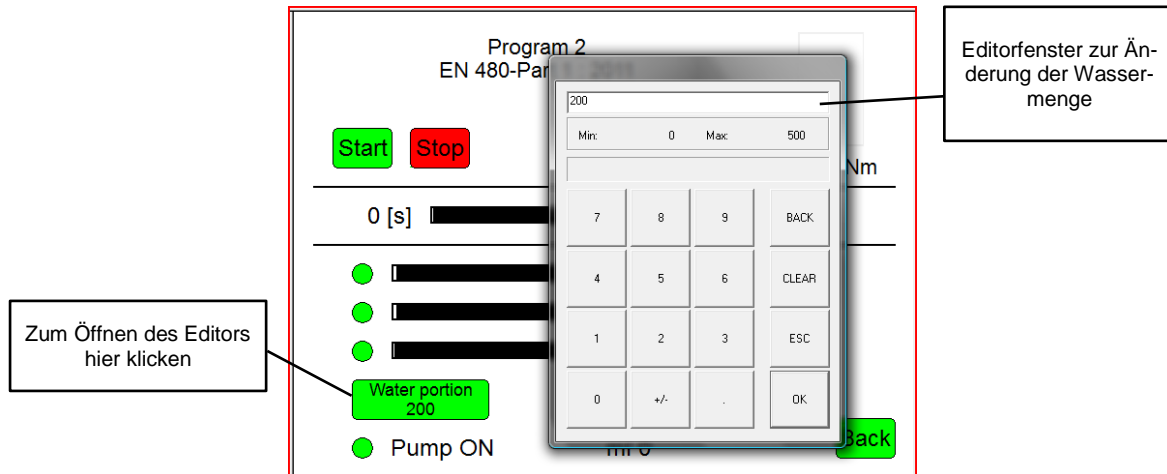 Program 2
EN 480-Par
Start
Stop
Nm
0 [s]
Water portion
200
Pump ON
Back
200
Min: 0 Max: 500
7 8 9 BACK
4 5 6 CLEAR
1 2 3 ESC
0 +/- . OK
Editorfenster zur Än-
derung der Wasser-
menge
Zum Öffnen des Editors
hier klicken